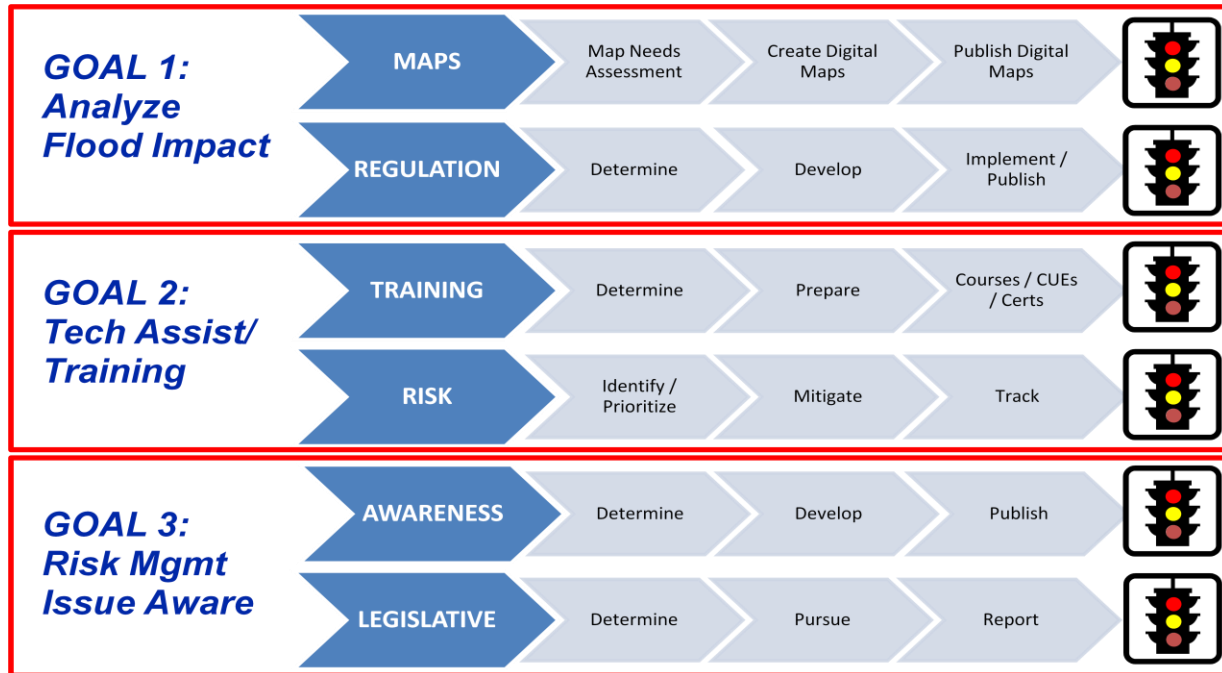 GOAL 1:
Analyze
Flood Impact
MAPS
Map Needs
Assessment
Create Digital
Maps
Publish Digital
Maps
REGULATION
Determine
Develop
Implement /
Publish
GOAL 2:
Tech Assist/
Training
TRAINING
Determine
Prepare
Courses / CUEs
/ Certs
RISK
Identify /
Prioritize
Mitigate
Track
GOAL 3:
Risk Mgmt
Issue Aware
AWARENESS
Determine
Develop
Publish
LEGISLATIVE
Determine
Pursue
Report